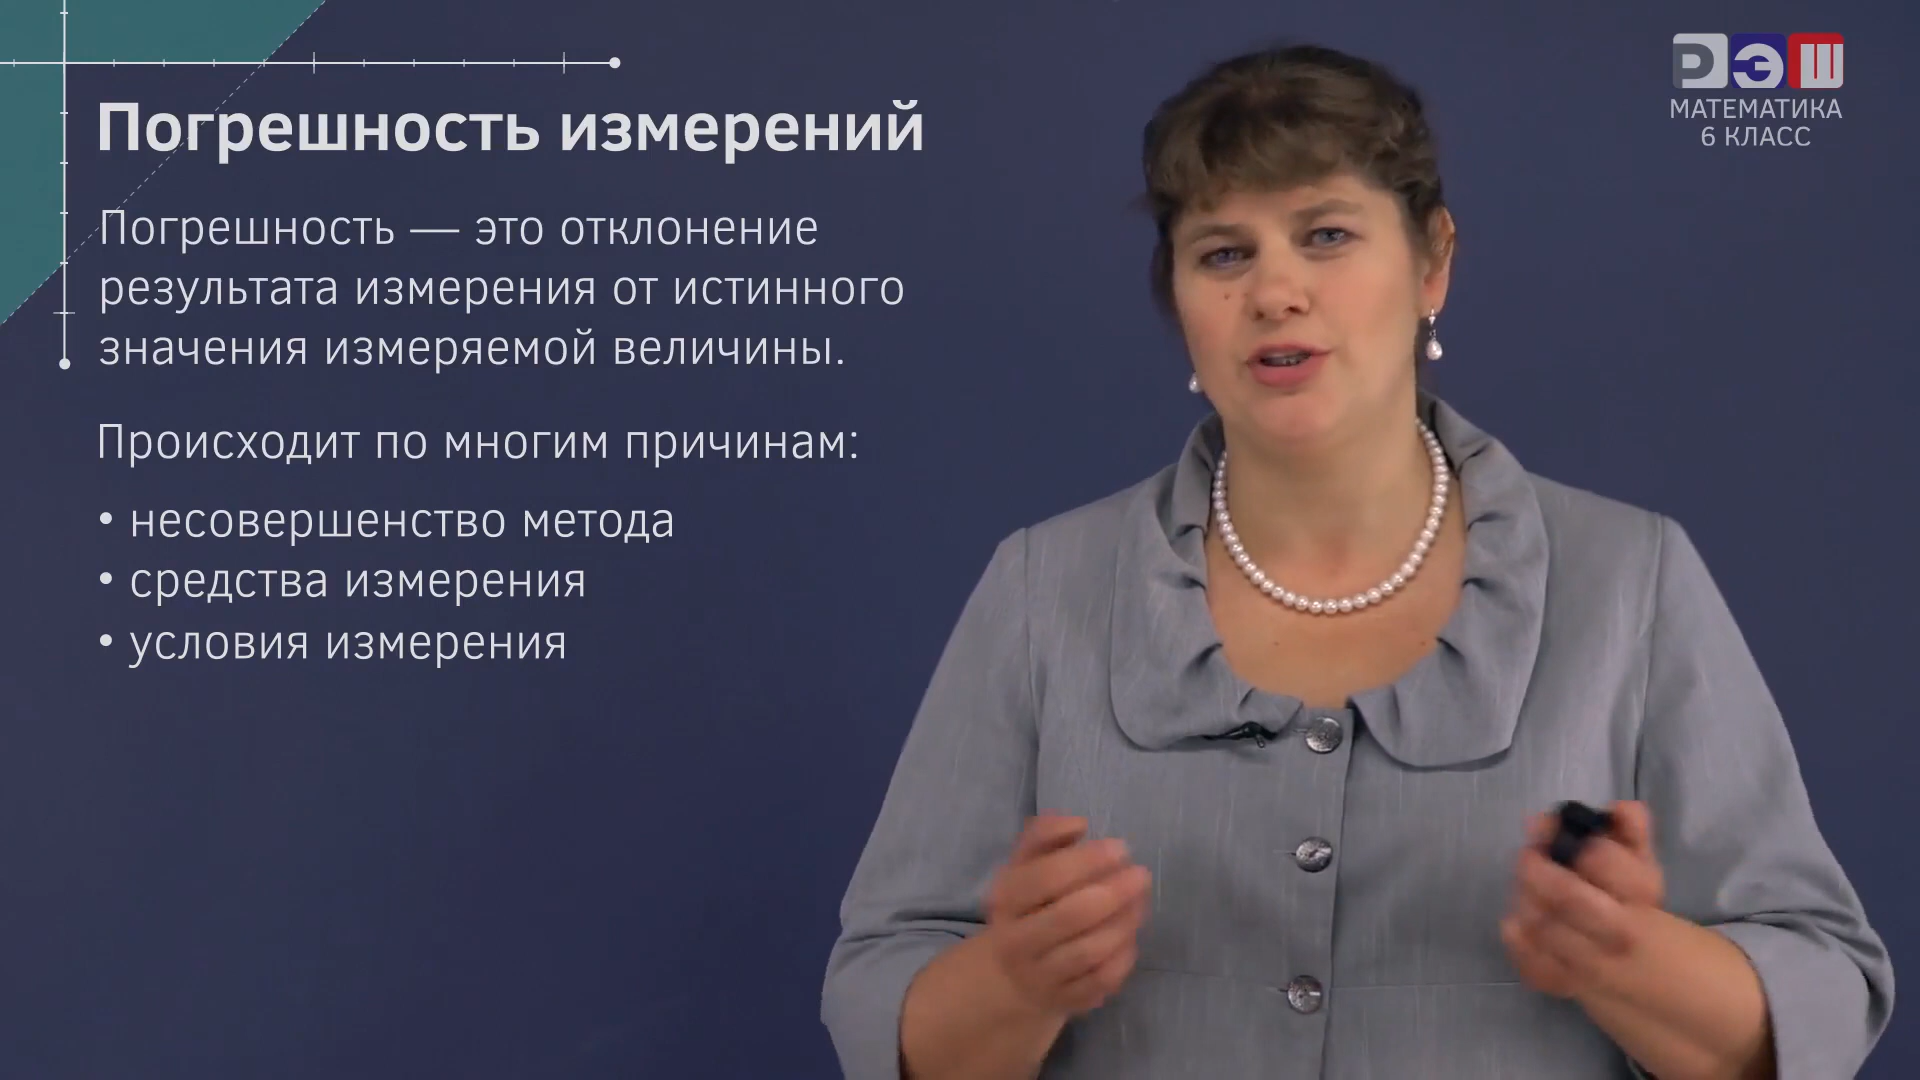 Погрешность измерений
Погрешность — это отклонение
результата измерения от истинного
значения измеряемой величины.
Происходит по многим причинам:
• несовершенство метода
• средства измерения
• условия измерения
РЭШ
МАТЕМАТИКА
6 КЛАСС